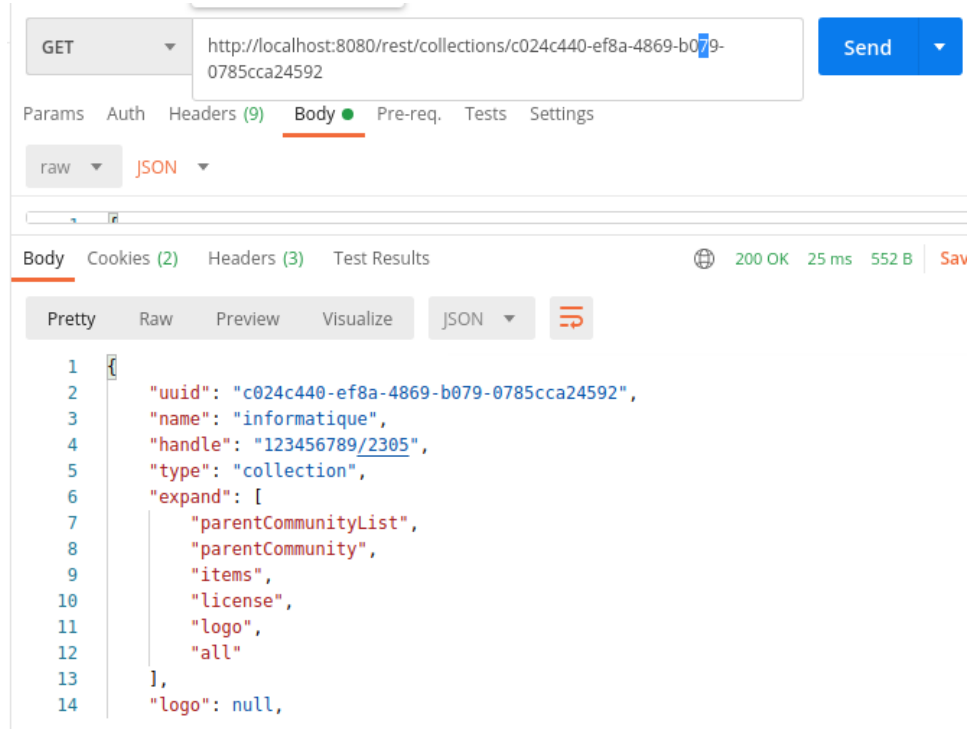 GET
http://localhost:8080/rest/collections/c024c440-ef8a-4869-b079-
0785cca24592
Send
Params Auth Headers (9) Body Pre-req. Tests Settings
raw JSON
Body Cookies (2) Headers (3) Test Results 200 OK 25 ms 552 B Sav
Pretty Raw Preview Visualize JSON
1 {
2 "uuid": "c024c440-ef8a-4869-b079-0785cca24592",
3 "name": "informatique",
4 "handle": "123456789/2305",
5 "type": "collection",
6 "expand": [
7 "parentCommunityList",
8 "parentCommunity",
9 "items",
10 "license",
11 "logo",
12 "all"
13 ],
14 "logo": null,